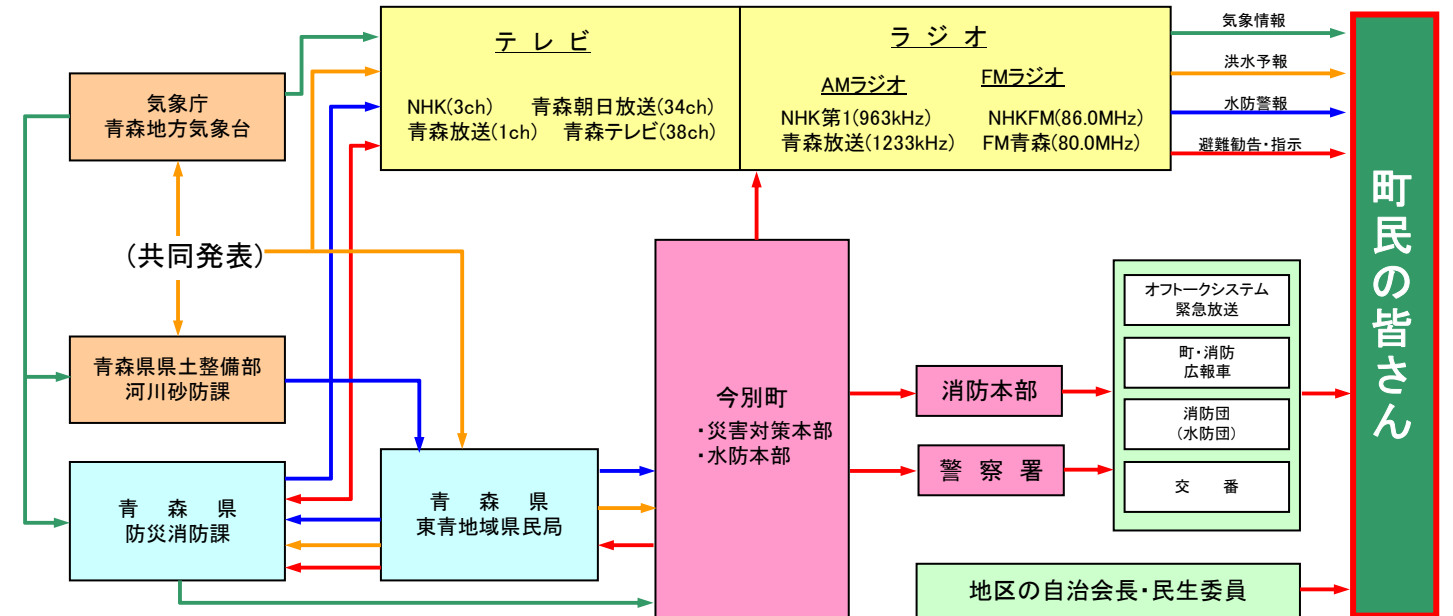 テレビ
NHK(3ch) 青森朝日放送(34ch)
青森放送(1ch) 青森テレビ(38ch)
ラジオ
AMラジオ
NHK第1(963kHz)
青森放送(1233kHz)
FMラジオ
NHKFM(86.0MHz)
FM青森(80.0MHz)
気象情報
洪水予報
水防警報
避難勧告・指示
町民の皆さん
気象庁
青森地方気象台
(共同発表)
青森県県土整備部
河川砂防課
青森県
防災消防課
青森県
東青地域県民局
今別町
・災害対策本部
・水防本部
消防本部
警察署
オフトークシステム
緊急放送
町・消防
広報車
消防団
(水防団)
交番
地区の自治会長・民生委員